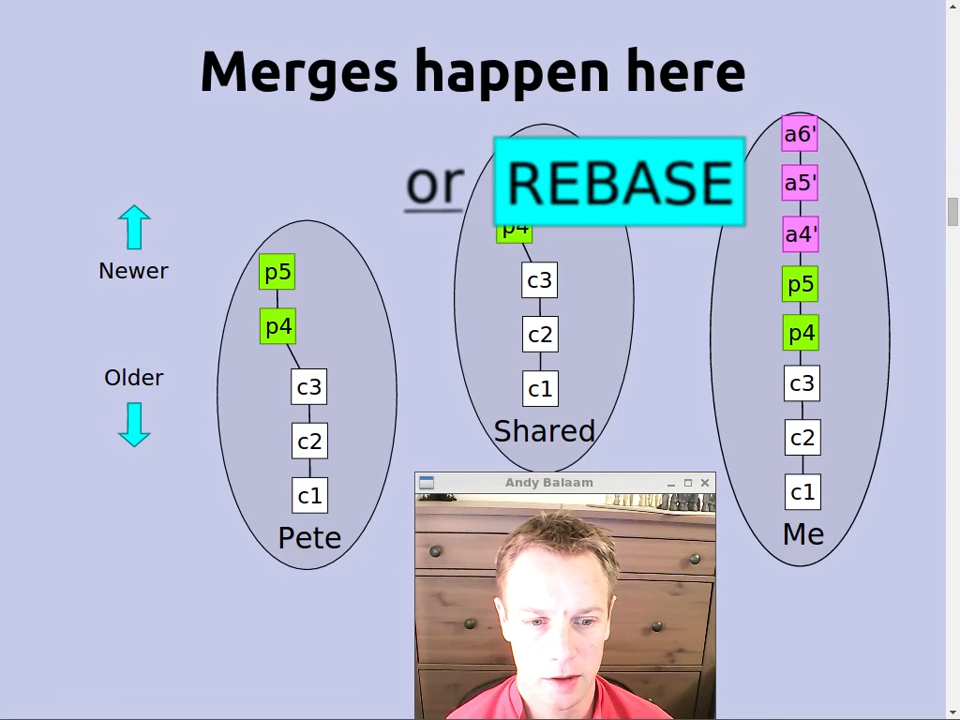 Merges happen here
or REBASE
Newer
Older
p5
p4
c3
c2
c1
Pete
p4
c3
c2
c1
Shared
a6'
a5'
a4'
p5
p4
c3
c2
c1
Me
Andy Balaam